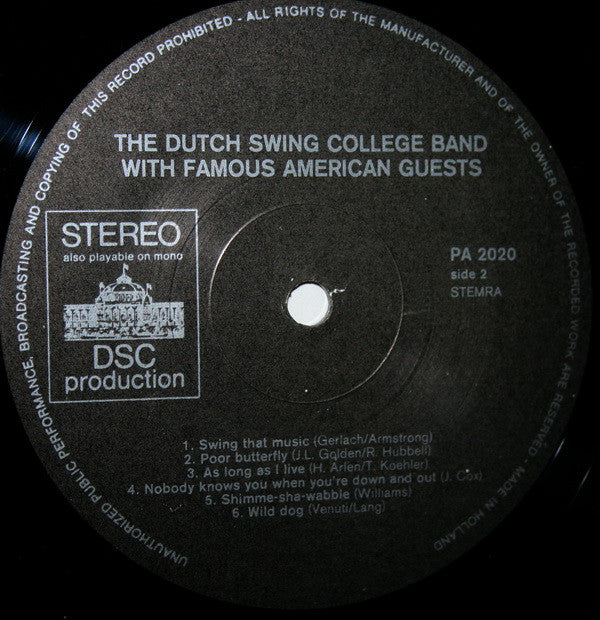 UNAUTHORIZED PUBLIC PERFORMANCE, BROADCASTING AND COPYING OF THIS RECORD PROHIBITED - ALL RIGHTS OF THE MANUFACTURER AND OF THE OWNER OF THE RECORDED WORK ARE RESERVED - MADE IN HOLLAND
THE DUTCH SWING COLLEGE BAND
WITH FAMOUS AMERICAN GUESTS
STEREO
also playable on mono
DSC
production
PA 2020
side 2
STEMRA
1. Swing that music (Gerlach/Armstrong)
2. Poor butterfly (J.L. Golden/R. Hubbell)
3. As long as I live (H. Arlen/T. Koehler)
4. Nobody knows you when you're down and out (J. Cox)
5. Shimme-sha-wabble (Williams)
6. Wild dog (Venuti/Lang)